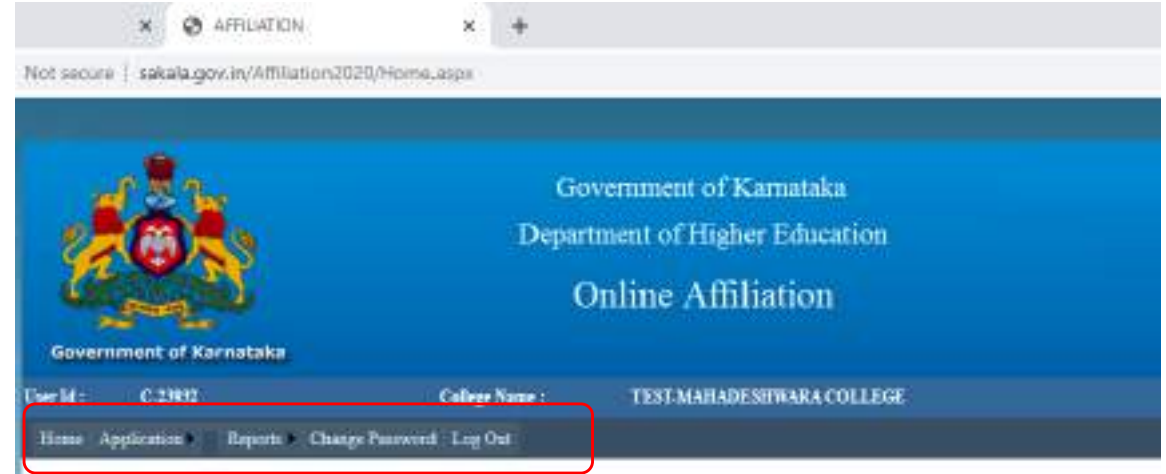 AFFILIATION
Not secure | sakala.gov.in/Affiliation2020/Home.aspx
Government of Karnataka
Department of Higher Education
Online Affiliation
Government of Karnataka
User Id : C-23932 College Name : TEST-MAHADESHWARA COLLEGE
Home Application Reports Change Password Log Out